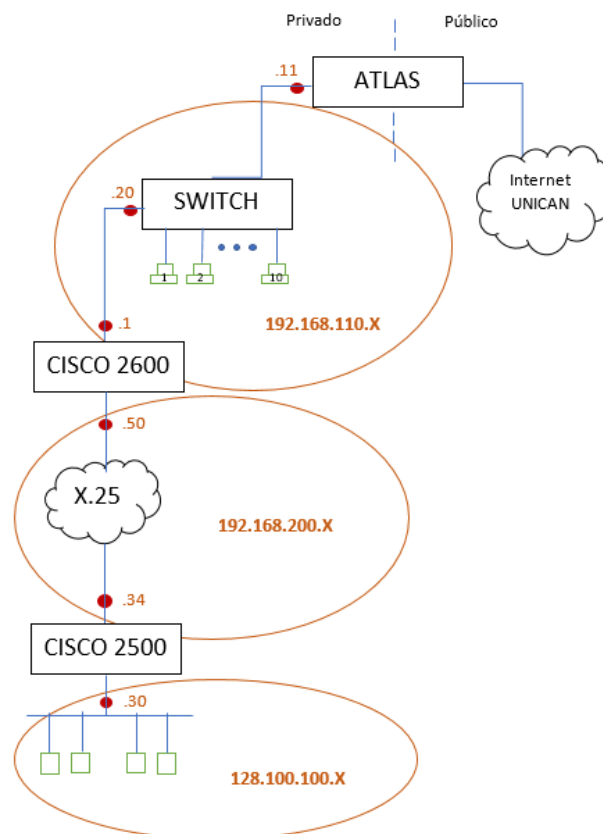 Privado
Público
.11
ATLAS
.20
SWITCH
Internet
UNICAN
1
2
10
.1
192.168.110.X
CISCO 2600
.50
X.25
192.168.200.X
.34
CISCO 2500
.30
128.100.100.X